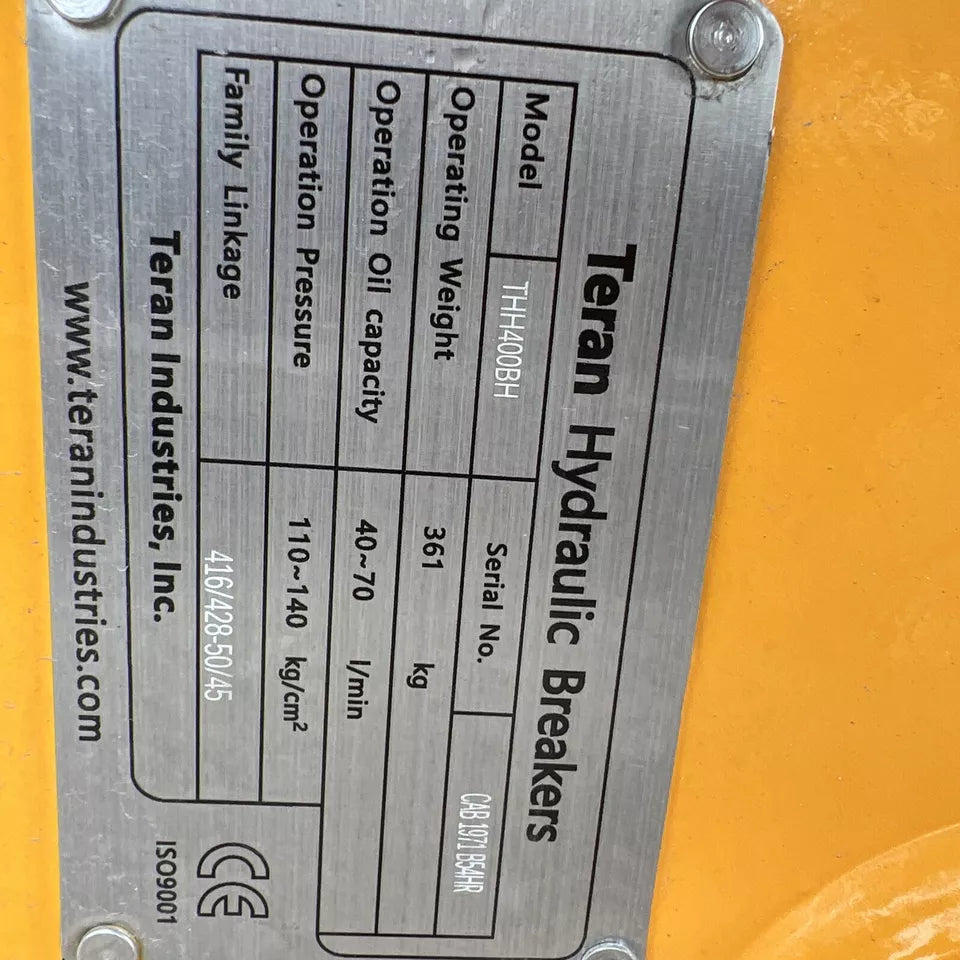 Teran Hydraulic Breakers
Model THH400BH Serial No. CAB1971B54HR
Operating Weight 361 kg
Operation Oil capacity 40~70 l/min
Operation Pressure 110~140 kg/cm²
Family Linkage 416/428-50/45
Teran Industries, Inc.
CE
www.teranindustries.com
ISO9001